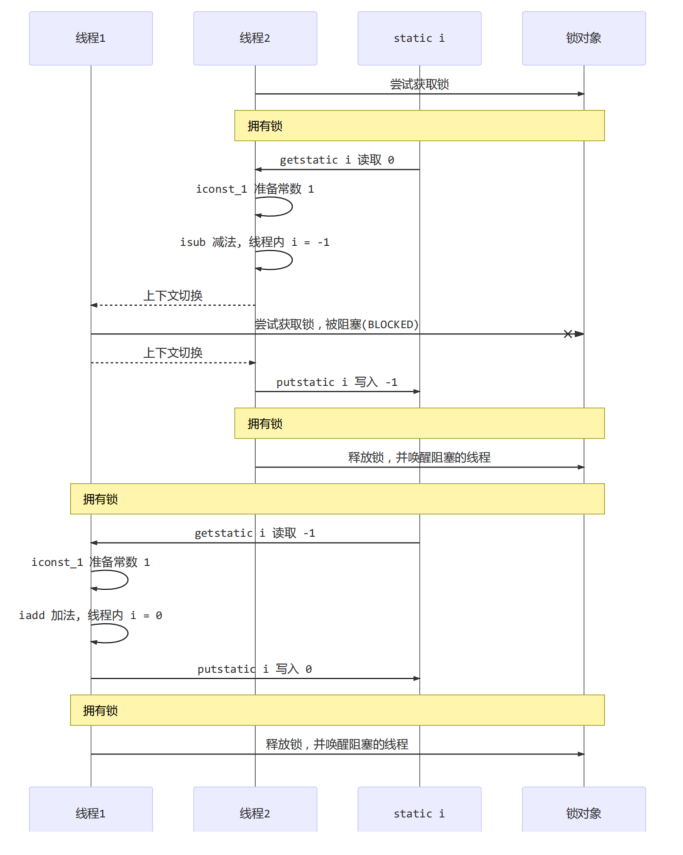 线程1
线程2
static i
锁对象
尝试获取锁
拥有锁
getstatic i 读取 0
iconst_1 准备常数 1
isub 减法, 线程内 i = -1
上下文切换
尝试获取锁，被阻塞(BLOCKED)
上下文切换
putstatic i 写入 -1
拥有锁
释放锁，并唤醒阻塞的线程
拥有锁
getstatic i 读取 -1
iconst_1 准备常数 1
iadd 加法, 线程内 i = 0
putstatic i 写入 0
拥有锁
释放锁，并唤醒阻塞的线程
线程1
线程2
static i
锁对象